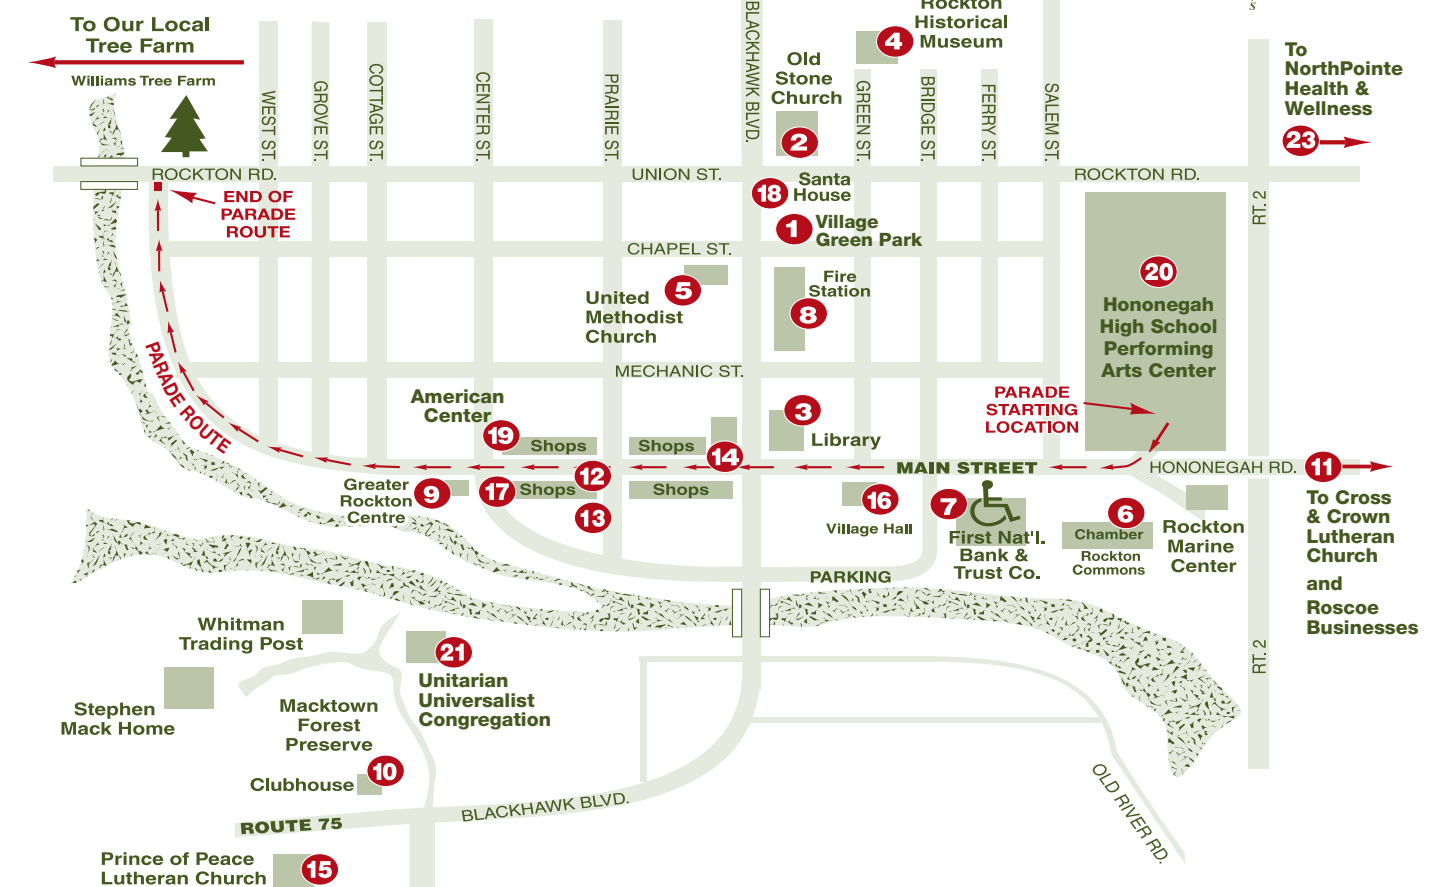 To Our Local
Tree Farm
Williams Tree Farm
WEST ST.
GROVE ST.
COTTAGE ST.
CENTER ST.
PRAIRIE ST.
BLACKHAWK BLVD.
Old
Stone
Church
2
Rockton
Historical
Museum
4
GREEN ST.
BRIDGE ST.
FERRY ST.
SALEM ST.
s
To
NorthPointe
Health &
Wellness
23
ROCKTON RD.
UNION ST.
ROCKTON RD.
RT. 2
END OF
PARADE
ROUTE
18
Santa
House
1
Village
Green Park
CHAPEL ST.
5
United
Methodist
Church
Fire
Station
8
20
Hononegah
High School
Performing
Arts Center
MECHANIC ST.
PARADE ROUTE
American
Center
19
Shops
Shops
14
3
Library
PARADE
STARTING
LOCATION
12
MAIN STREET
HONONEGAH RD.
11
To Cross
& Crown
Lutheran
Church
and
Roscoe
Businesses
Greater
Rockton
Centre
9
17
Shops
Shops
13
16
Village Hall
7
First Nat'l.
Bank &
Trust Co.
6
Chamber
Rockton
Commons
Rockton
Marine
Center
PARKING
Whitman
Trading Post
21
Unitarian
Universalist
Congregation
RT. 2
Stephen
Mack Home
Macktown
Forest
Preserve
10
Clubhouse
OLD RIVER RD.
ROUTE 75
BLACKHAWK BLVD.
Prince of Peace
Lutheran Church
15